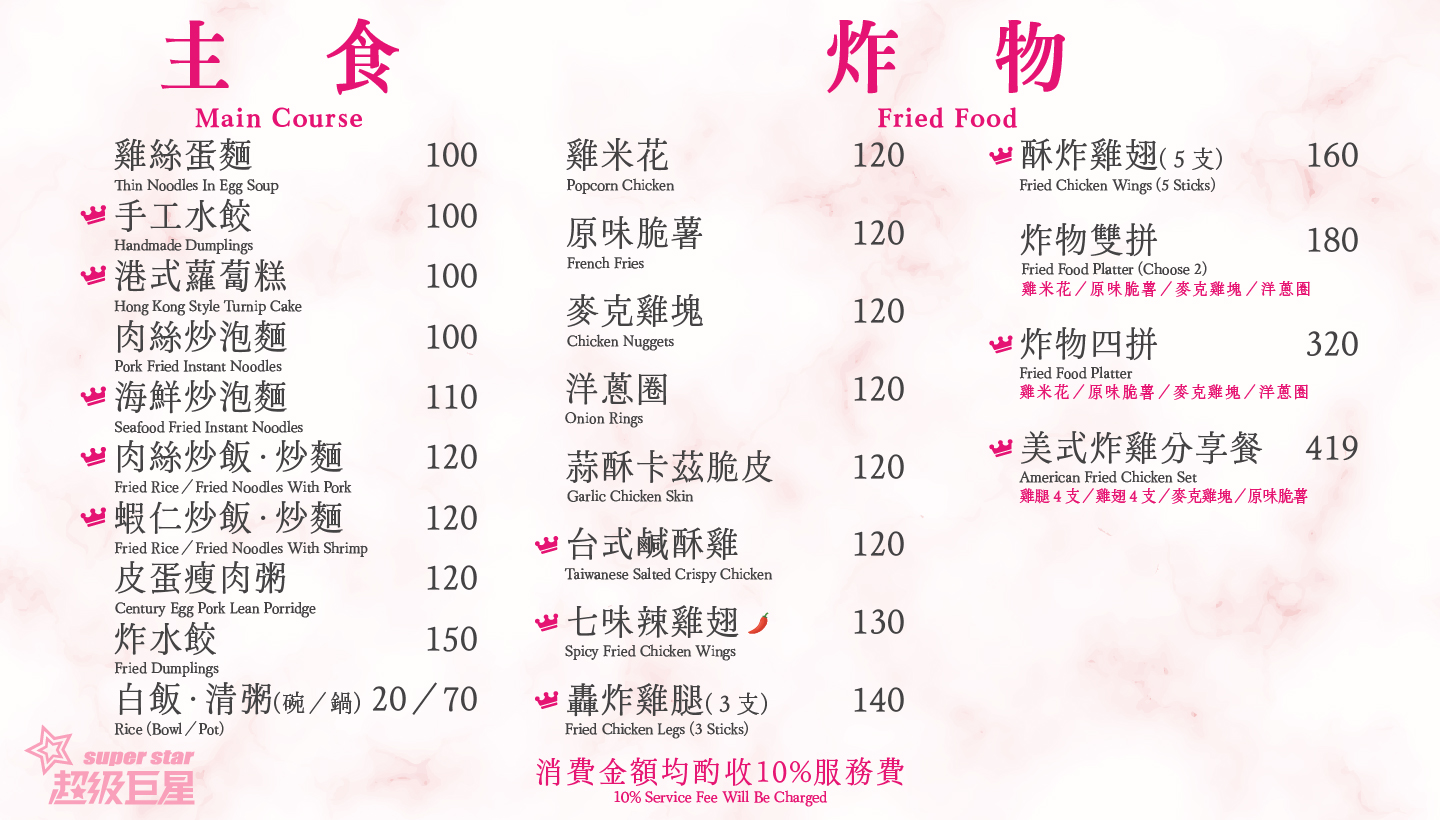 主 食
Main Course
雞絲蛋麵 100
Thin Noodles In Egg Soup
手工水餃 100
Handmade Dumplings
港式蘿蔔糕 100
Hong Kong Style Turnip Cake
肉絲炒泡麵 100
Pork Fried Instant Noodles
海鮮炒泡麵 110
Seafood Fried Instant Noodles
肉絲炒飯·炒麵 120
Fried Rice／Fried Noodles With Pork
蝦仁炒飯·炒麵 120
Fried Rice／Fried Noodles With Shrimp
皮蛋瘦肉粥 120
Century Egg Pork Lean Porridge
炸水餃 150
Fried Dumplings
白飯·清粥(碗／鍋) 20／70
Rice (Bowl／Pot)
super star
超级巨星
炸 物
Fried Food
雞米花 120
Popcorn Chicken
原味脆薯 120
French Fries
麥克雞塊 120
Chicken Nuggets
洋蔥圈 120
Onion Rings
蒜酥卡茲脆皮 120
Garlic Chicken Skin
台式鹹酥雞 120
Taiwanese Salted Crispy Chicken
七味辣雞翅 130
Spicy Fried Chicken Wings
轟炸雞腿( 3 支) 140
Fried Chicken Legs (3 Sticks)
酥炸雞翅( 5 支) 160
Fried Chicken Wings (5 Sticks)
炸物雙拼 180
Fried Food Platter (Choose 2)
雞米花／原味脆薯／麥克雞塊／洋蔥圈
炸物四拼 320
Fried Food Platter
雞米花／原味脆薯／麥克雞塊／洋蔥圈
美式炸雞分享餐 419
American Fried Chicken Set
雞腿 4 支／雞翅 4 支／麥克雞塊／原味脆薯
消費金額均酌收10%服務費
10% Service Fee Will Be Charged